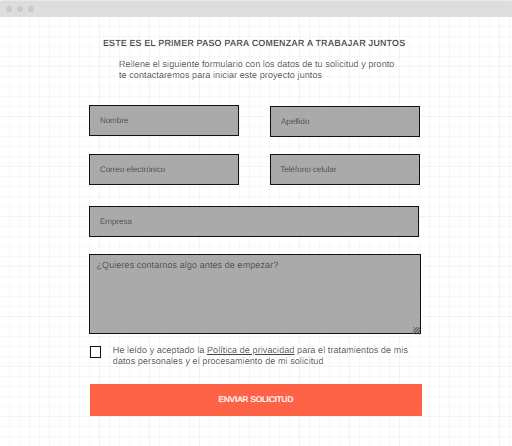 ESTE ES EL PRIMER PASO PARA COMENZAR A TRABAJAR JUNTOS
Rellene el siguiente formulario con los datos de tu solicitud y pronto
te contactaremos para iniciar este proyecto juntos
Nombre
Apellido
Correo electrónico
Teléfono celular
Empresa
¿Quieres contarnos algo antes de empezar?
He leído y aceptado la Política de privacidad para el tratamientos de mis
datos personales y el procesamiento de mi solicitud
ENVIAR SOLICITUD